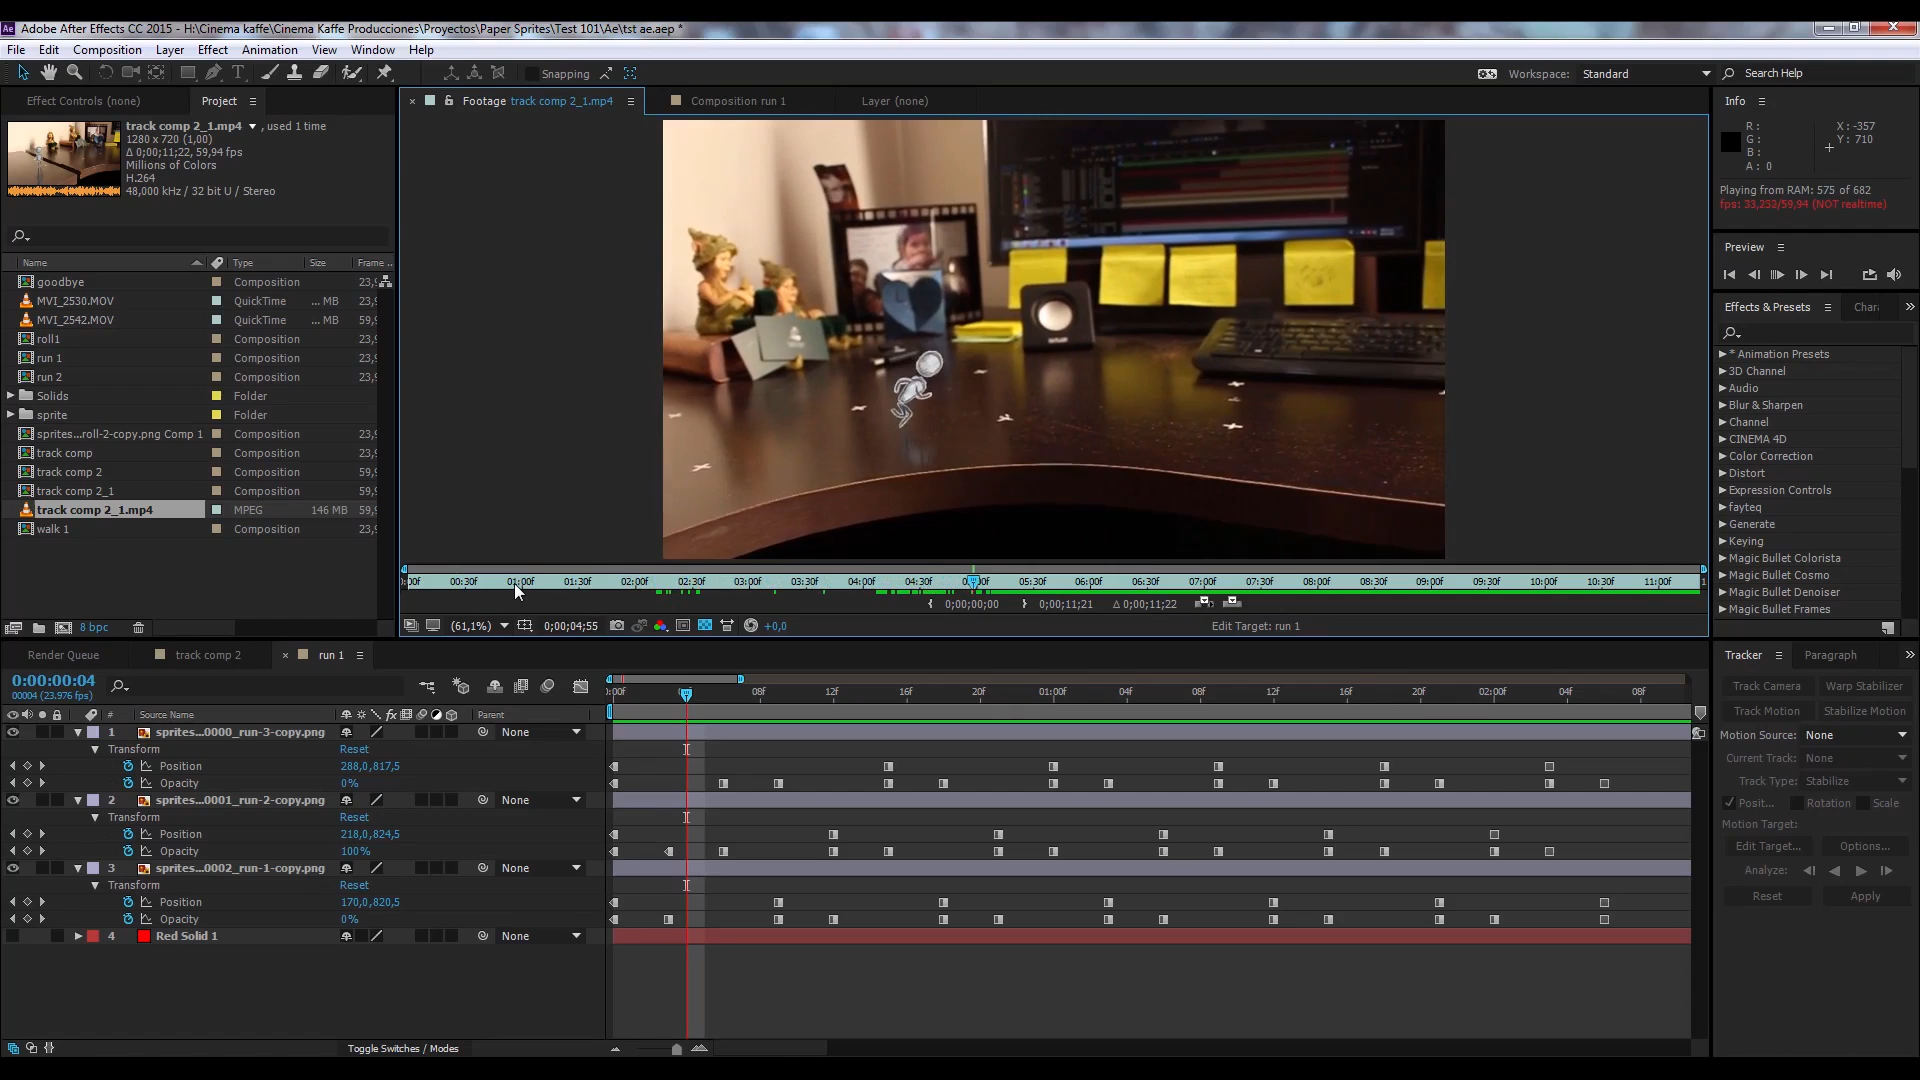 Ae Adobe After Effects CC 2015 - H:\Cinema kaffe\Cinema Kaffe Producciones\Proyectos\Paper Sprites\Test 101\Ae\tst ae.aep *
File Edit Composition Layer Effect Animation View Window Help
Snapping
Workspace: Standard
Search Help
Effect Controls (none) Project
track comp 2_1.mp4 , used 1 time
1280 x 720 (1,00)
Δ 0;00;11;22, 59,94 fps
Millions of Colors
H.264
48,000 kHz / 32 bit U / Stereo
Name Type Size Frame ..
goodbye Composition 23,9
MVI_2530.MOV QuickTime ... MB 23,9
MVI_2542.MOV QuickTime ... MB 59,9
roll1 Composition 23,9
run 1 Composition 23,9
run 2 Composition 23,9
Solids Folder
sprite Folder
sprites...roll-2-copy.png Comp 1 Composition 23,9
track comp Composition 23,9
track comp 2 Composition 59,9
track comp 2_1 Composition 59,9
track comp 2_1.mp4 MPEG 146 MB 59,9
walk 1 Composition 23,9
8 bpc
Footage track comp 2_1.mp4 Composition run 1 Layer (none)
00f 00:30f 01:00f 01:30f 02:00f 02:30f 03:00f 03:30f 04:00f 04:30f 05:00f 05:30f 06:00f 06:30f 07:00f 07:30f 08:00f 08:30f 09:00f 09:30f 10:00f 10:30f 11:00f 1
0;00;00;00 0;00;11;21 Δ 0;00;11;22
(61,1%) 0;00;04;55 +0,0 Edit Target: run 1
Info
R: X: -357
G: Y: 710
B:
A: 0
Playing from RAM: 575 of 682
fps: 33,232/59,94 (NOT realtime)
Preview
Effects & Presets Chara
* Animation Presets
3D Channel
Audio
Blur & Sharpen
Channel
CINEMA 4D
Color Correction
Distort
Expression Controls
fayteq
Generate
Keying
Magic Bullet Colorista
Magic Bullet Cosmo
Magic Bullet Denoiser
Magic Bullet Frames
Render Queue track comp 2 run 1
0:00:00:04
00004 (23.976 fps)
:00f 08f 12f 16f 20f 01:00f 04f 08f 12f 16f 20f 02:00f 04f 08f
# Source Name fx Parent
1 sprites...0000_run-3-copy.png None
Transform Reset
Position 288,0,817,5
Opacity 0%
2 sprites...0001_run-2-copy.png None
Transform Reset
Position 218,0,824,5
Opacity 100%
3 sprites...0002_run-1-copy.png None
Transform Reset
Position 170,0,820,5
Opacity 0%
4 Red Solid 1 None
Toggle Switches / Modes
Tracker Paragraph
Track Camera Warp Stabilizer
Track Motion Stabilize Motion
Motion Source: None
Current Track: None
Track Type: Stabilize
Posit... Rotation Scale
Motion Target:
Edit Target... Options...
Analyze:
Reset Apply